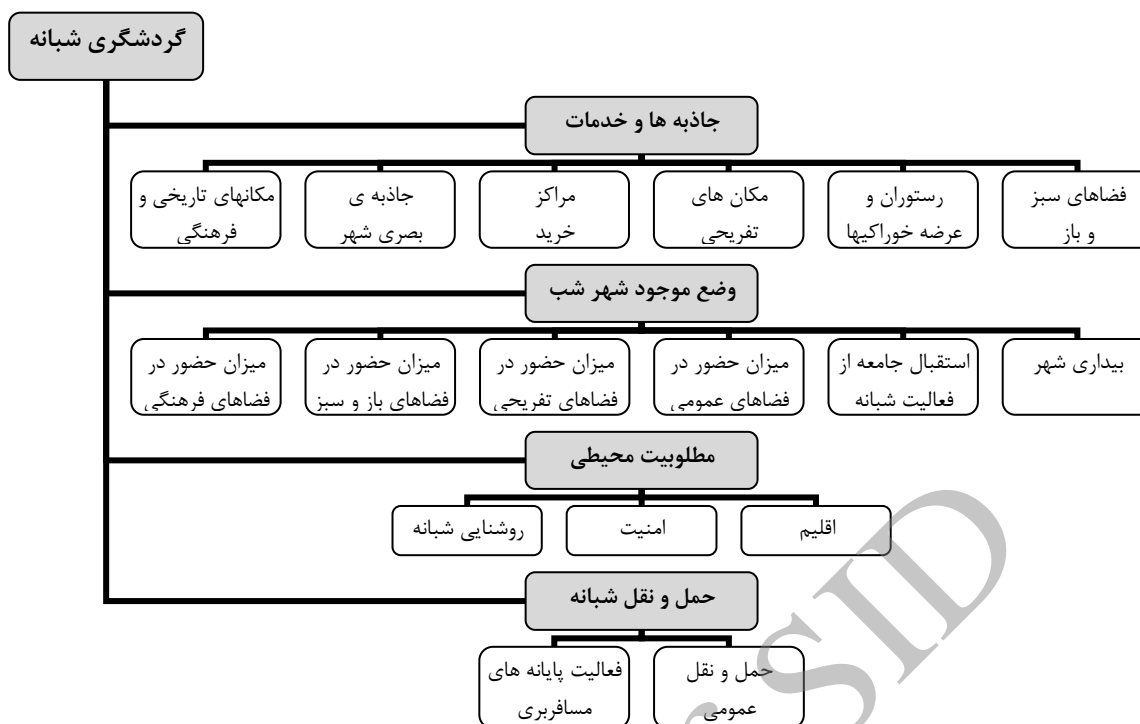 گردشگری شبانه
جاذبه ها و خدمات
فضاهای سبز
و باز
رستوران و
عرضه خوراکیها
مکان های
تفریحی
مراکز
خرید
جاذبه ی
بصری شهر
مکانهای تاریخی و
فرهنگی
وضع موجود شهر شب
بیداری شهر
استقبال جامعه از
فعالیت شبانه
میزان حضور در
فضاهای عمومی
میزان حضور در
فضاهای تفریحی
میزان حضور در
فضاهای باز و سبز
میزان حضور در
فضاهای فرهنگی
مطلوبیت محیطی
اقلیم
امنیت
روشنایی شبانه
حمل و نقل شبانه
حمل و نقل
عمومی
فعالیت پایانه های
مسافربری
SID